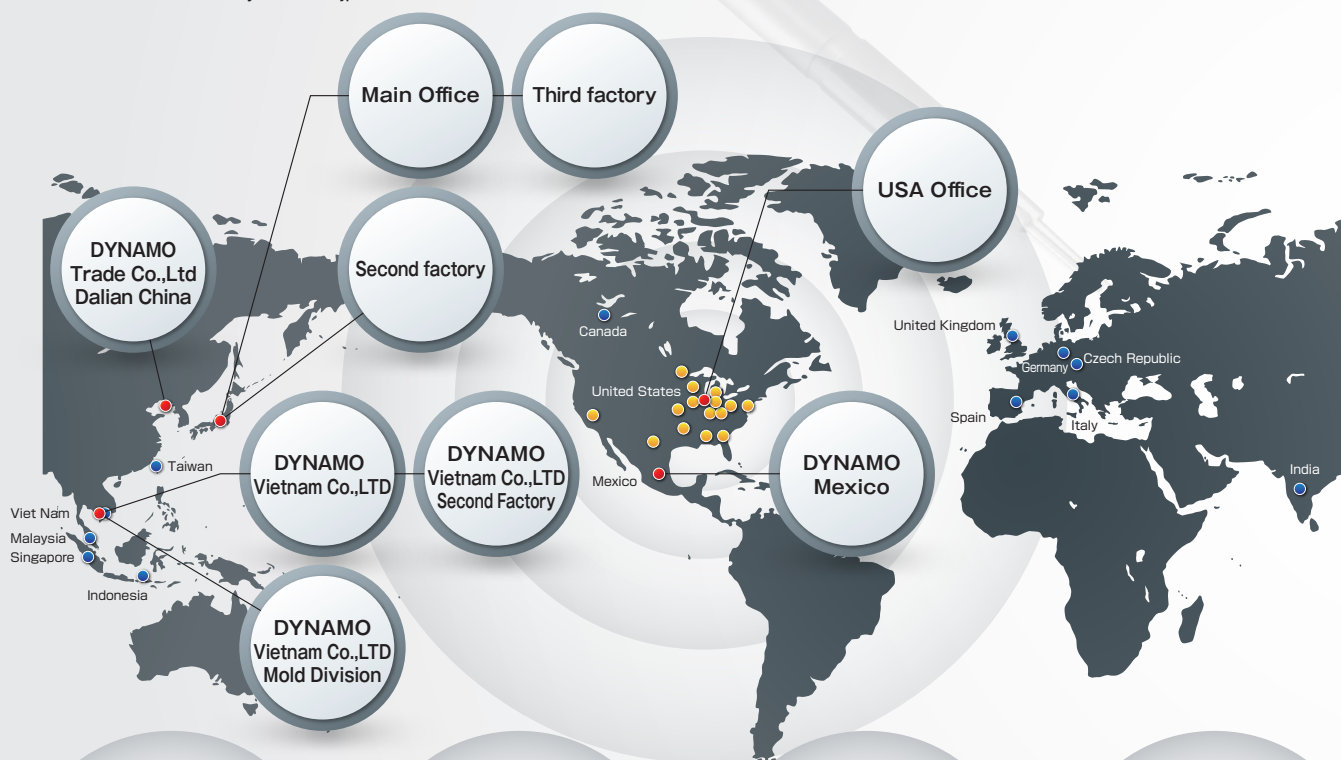 Main Office
Third factory
USA Office
DYNAMO
Trade Co.,Ltd
Dalian China
Second factory
Canada
United Kingdom
Germany
Czech Republic
United States
Spain
Italy
Taiwan
DYNAMO
Vietnam Co.,LTD
DYNAMO
Vietnam Co.,LTD
Second Factory
Mexico
DYNAMO
Mexico
India
Viet Nam
Malaysia
Singapore
Indonesia
DYNAMO
Vietnam Co.,LTD
Mold Division